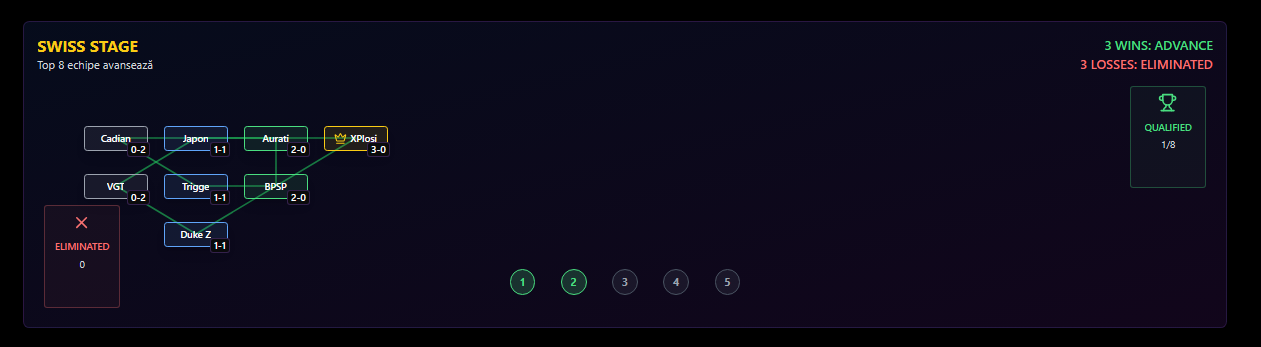 SWISS STAGE
Top 8 echipe avansează
3 WINS: ADVANCE
3 LOSSES: ELIMINATED
QUALIFIED
1/8
Cadian
0-2
Japon
1-1
Aurati
2-0
XPlosi
3-0
VGT
0-2
Trigge
1-1
BPSP
2-0
Duke Z
1-1
ELIMINATED
0
1 2 3 4 5